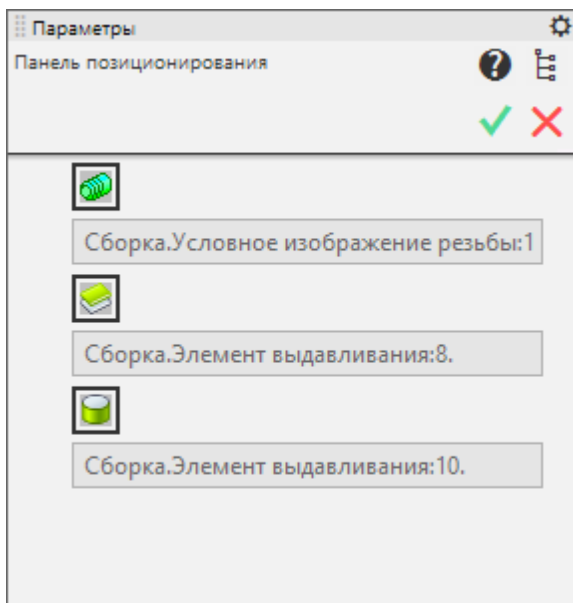 Параметры
Панель позиционирования
Сборка.Условное изображение резьбы:1
Сборка.Элемент выдавливания:8.
Сборка.Элемент выдавливания:10.